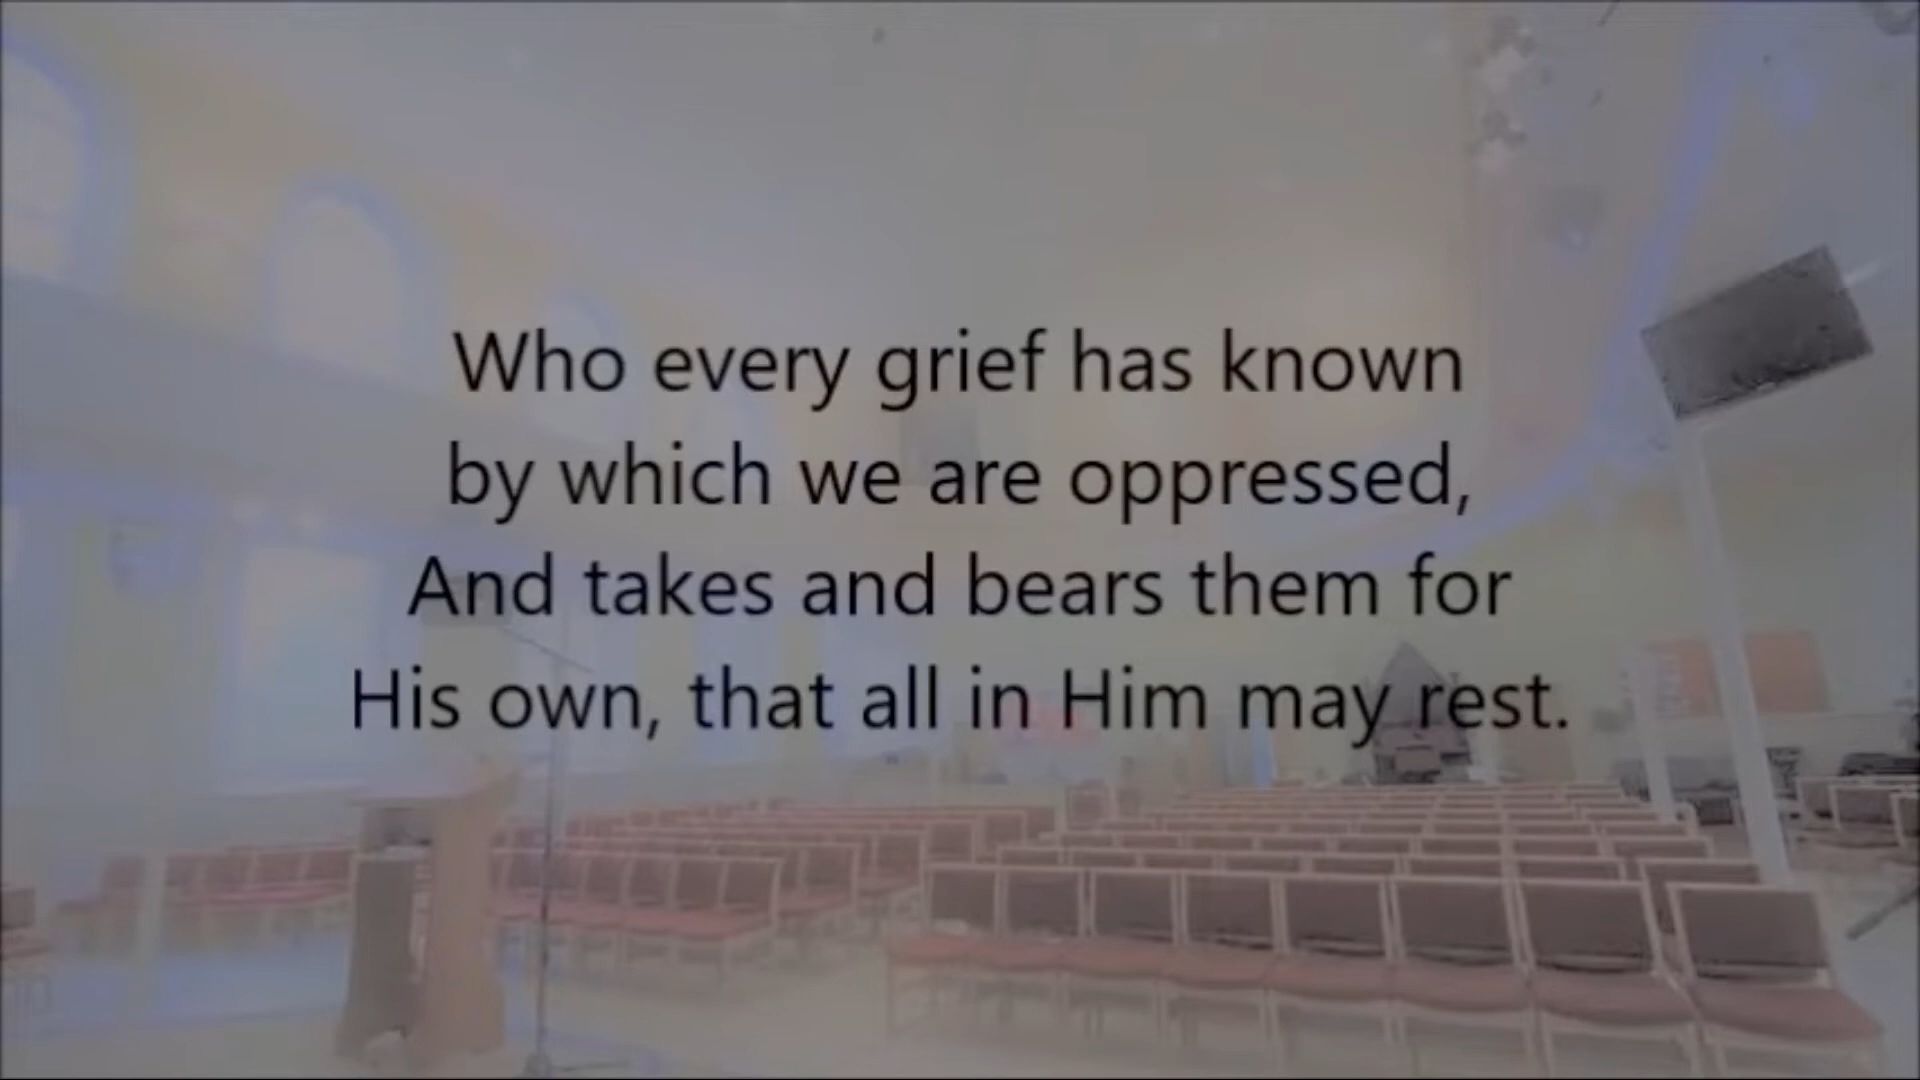 Who every grief has known
by which we are oppressed,
And takes and bears them for
His own, that all in Him may rest.